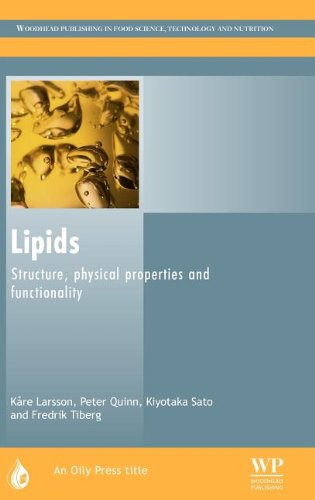 WOODHEAD PUBLISHING IN FOOD SCIENCE, TECHNOLOGY AND NUTRITION
Lipids
Structure, physical properties and
functionality
Kåre Larsson, Peter Quinn, Kiyotaka Sato
and Fredrik Tiberg
An Oily Press title
WP
WOODHEAD
PUBLISHING